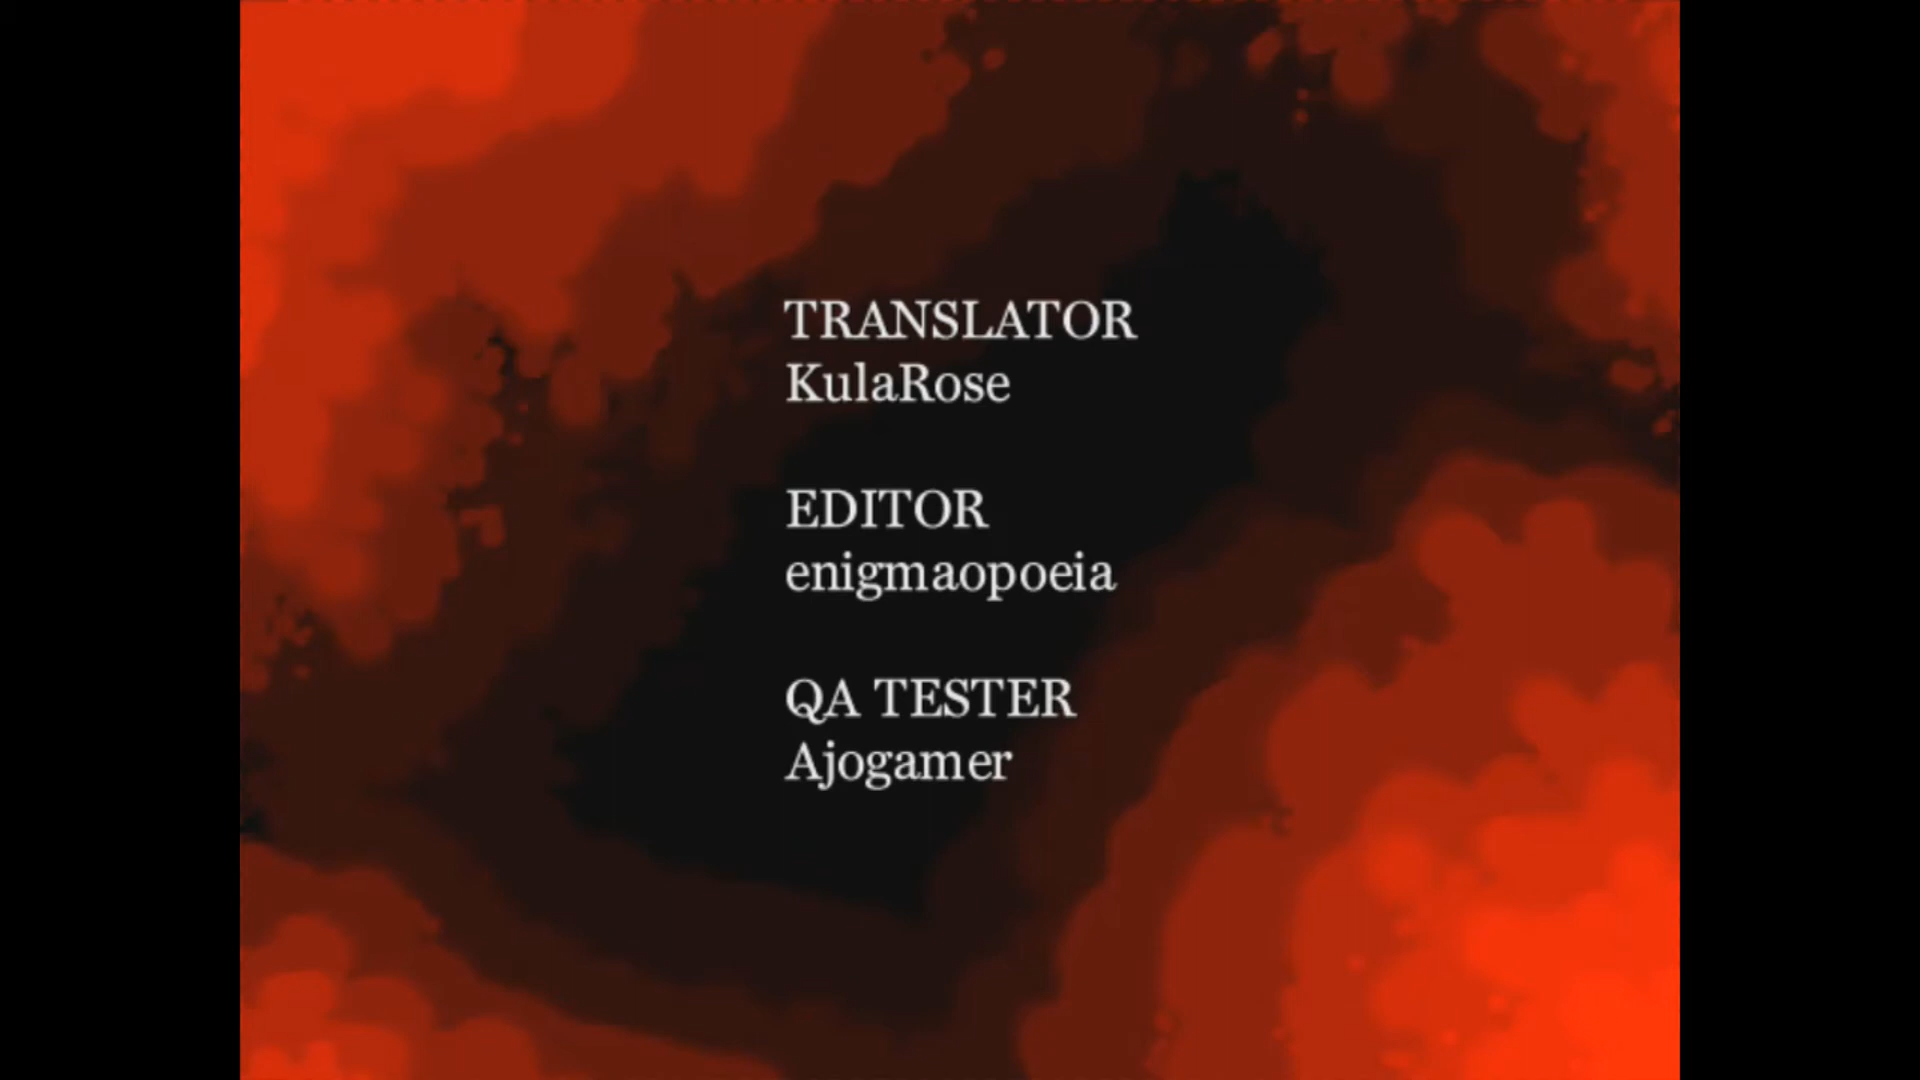 TRANSLATOR
KulaRose
EDITOR
enigmaopoeia
QA TESTER
Ajogamer